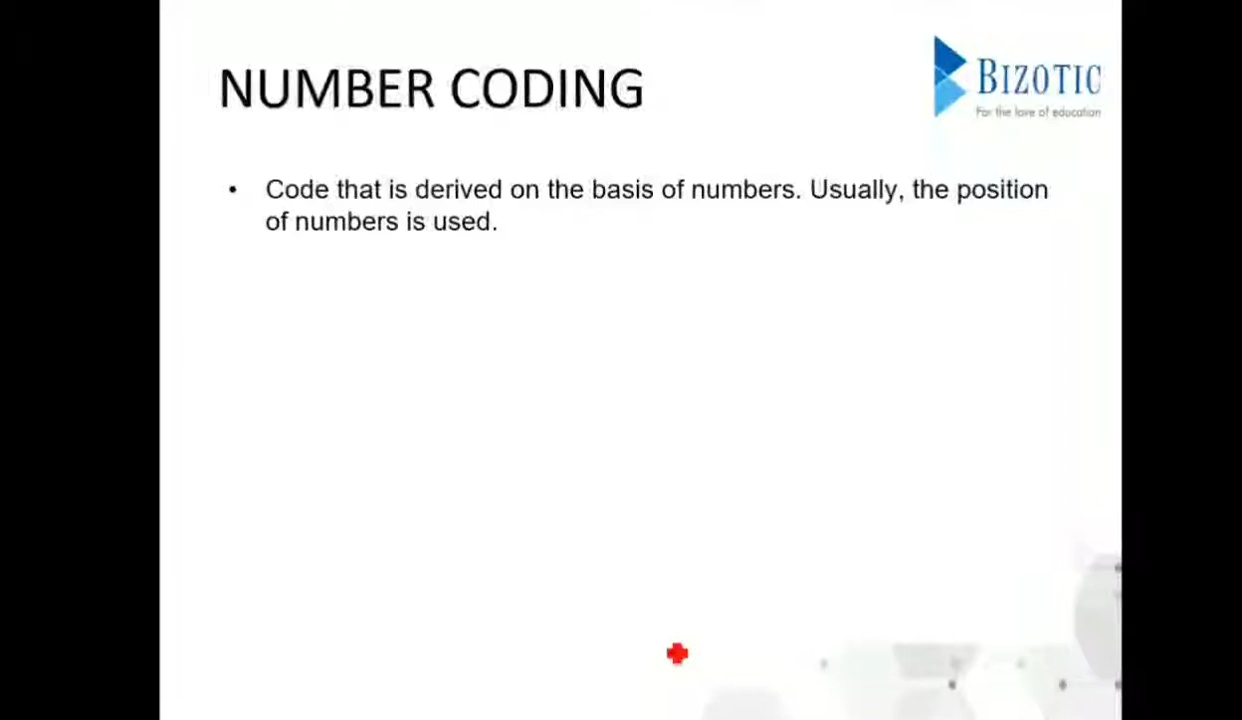 NUMBER CODING
BIZOTIC
For the love of education
• Code that is derived on the basis of numbers. Usually, the position
of numbers is used.